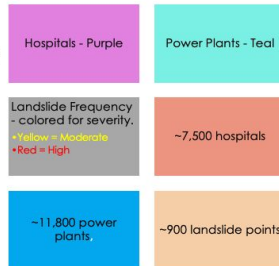 Hospitals - Purple
Power Plants - Teal
Landslide Frequency
- colored for severity.
•Yellow = Moderate
•Red = High
~7,500 hospitals
~11,800 power
plants,
~900 landslide points